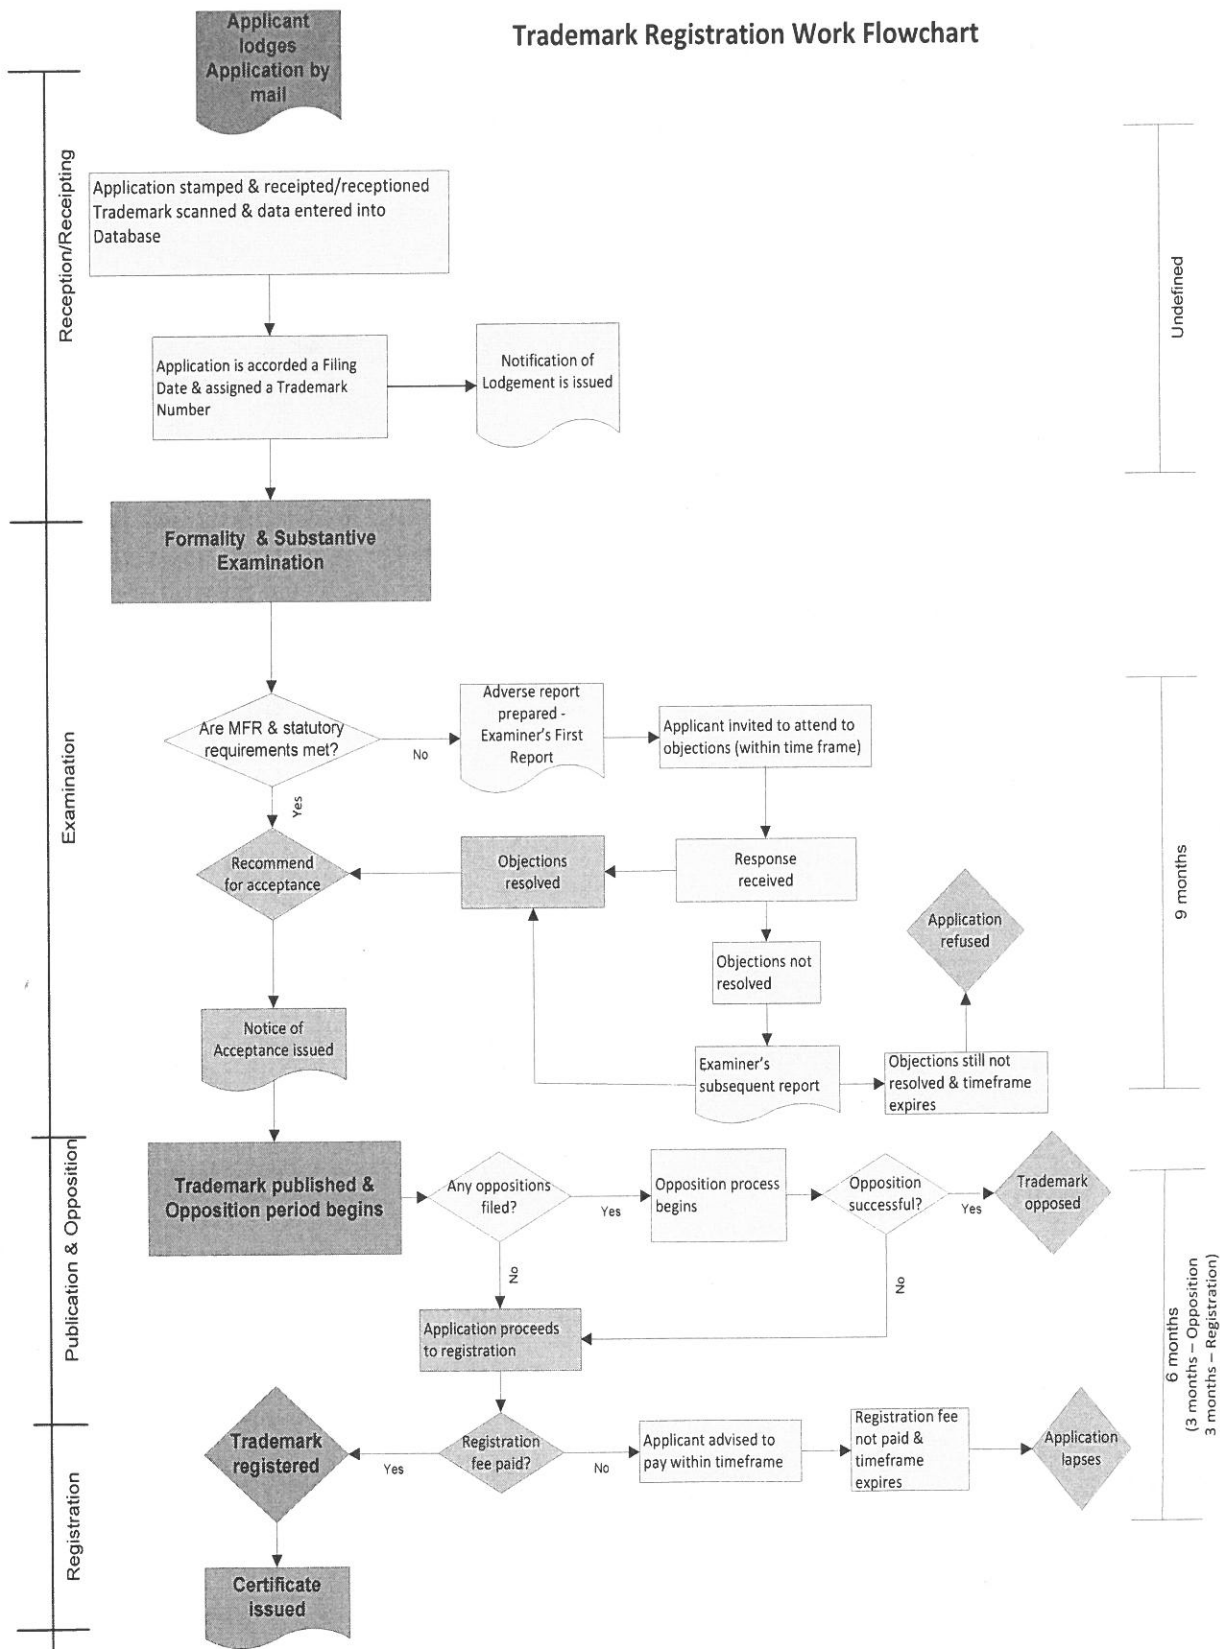 Trademark Registration Work Flowchart
Applicant
lodges
Application by
mail
Reception/Receipting
Application stamped & receipted/receptioned
Trademark scanned & data entered into
Database
Undefined
Application is accorded a Filing
Date & assigned a Trademark
Number
Notification of
Lodgement is issued
Formality & Substantive
Examination
Examination
Are MFR & statutory
requirements met?
No
Yes
Adverse report
prepared -
Examiner's First
Report
Applicant invited to attend to
objections (within time frame)
Recommend
for acceptance
Objections
resolved
Response
received
9 months
Application
refused
Objections not
resolved
Notice of
Acceptance issued
Examiner's
subsequent report
Objections still not
resolved & timeframe
expires
Publication & Opposition
Trademark published &
Opposition period begins
Any oppositions
filed?
Yes
No
Opposition process
begins
Opposition
successful?
Yes
No
Trademark
opposed
Application proceeds
to registration
6 months
(3 months – Opposition
3 months – Registration)
Registration
Trademark
registered
Yes
Registration
fee paid?
No
Applicant advised to
pay within timeframe
Registration fee
not paid &
timeframe
expires
Application
lapses
Certificate
issued